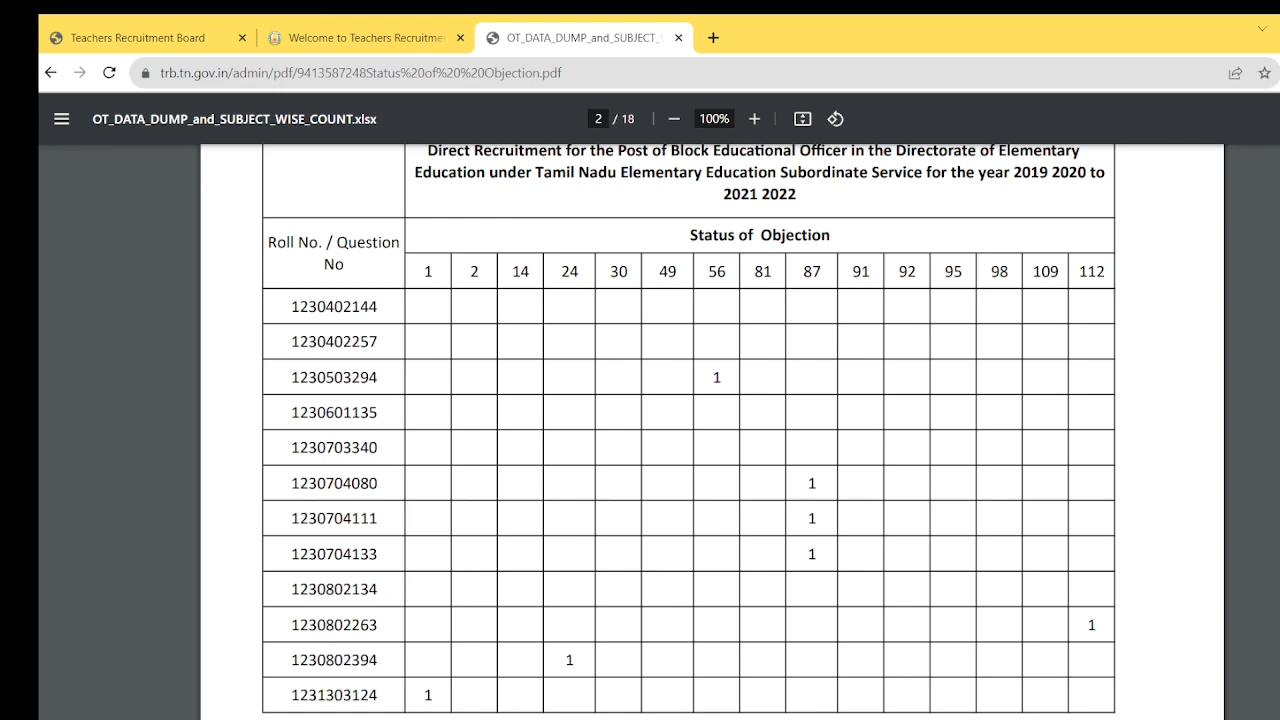 Teachers Recruitment Board
Welcome to Teachers Recruitme
OT_DATA_DUMP_and_SUBJECT_
trb.tn.gov.in/admin/pdf/9413587248Status%20of%20%20Objection.pdf
OT_DATA_DUMP_and_SUBJECT_WISE_COUNT.xlsx
2 / 18
100%
Direct Recruitment for the Post of Block Educational Officer in the Directorate of Elementary
Education under Tamil Nadu Elementary Education Subordinate Service for the year 2019 2020 to
2021 2022
Roll No. / Question
No
Status of Objection
1 2 14 24 30 49 56 81 87 91 92 95 98 109 112
1230402144
1230402257
1230503294 1
1230601135
1230703340
1230704080 1
1230704111 1
1230704133 1
1230802134
1230802263 1
1230802394 1
1231303124 1